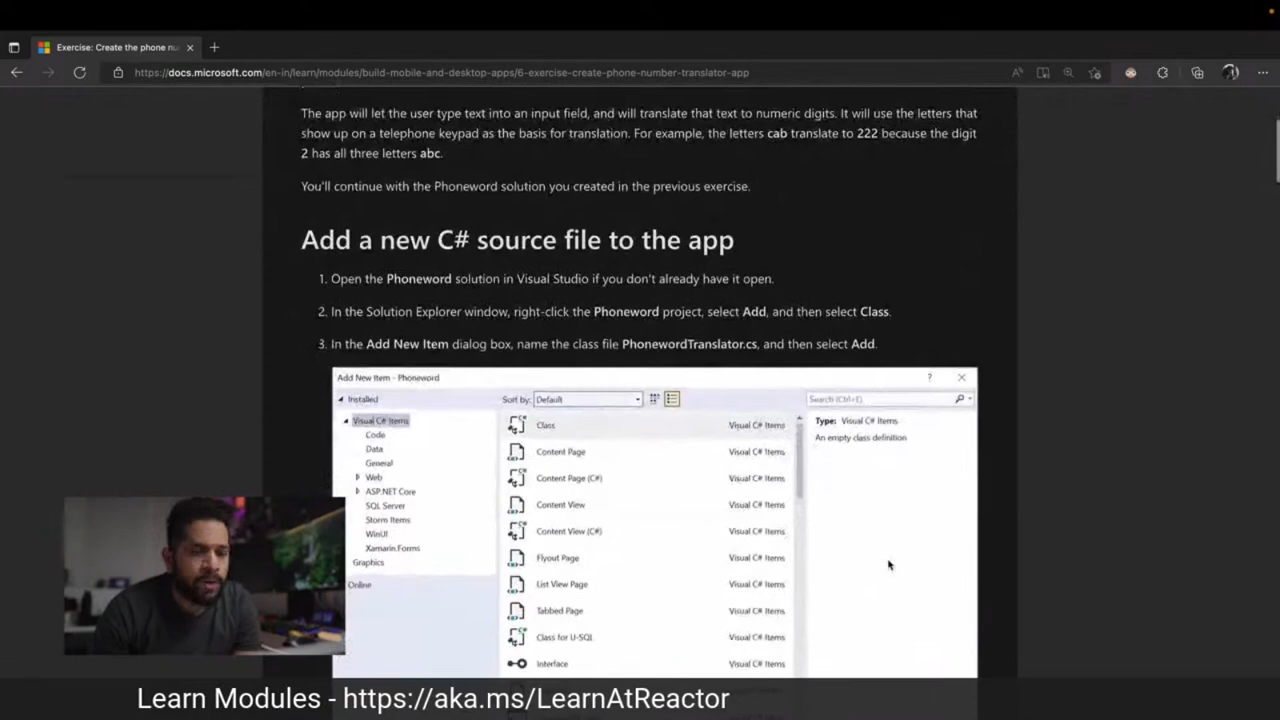 Exercise: Create the phone nu
https://docs.microsoft.com/en-in/learn/modules/build-mobile-and-desktop-apps/6-exercise-create-phone-number-translator-app
The app will let the user type text into an input field, and will translate that text to numeric digits. It will use the letters that
show up on a telephone keypad as the basis for translation. For example, the letters cab translate to 222 because the digit
2 has all three letters abc.
You'll continue with the Phoneword solution you created in the previous exercise.
Add a new C# source file to the app
1. Open the Phoneword solution in Visual Studio if you don't already have it open.
2. In the Solution Explorer window, right-click the Phoneword project, select Add, and then select Class.
3. In the Add New Item dialog box, name the class file PhonewordTranslator.cs, and then select Add.
Add New Item - Phoneword
?
Installed
Sort by: Default
Search (Ctrl+E)
Visual C# Items
Code
Data
General
Web
ASP.NET Core
SQL Server
Storm Items
WinUI
Xamarin.Forms
Graphics
Online
Class Visual C# Items
Content Page Visual C# Items
Content Page (C#) Visual C# Items
Content View Visual C# Items
Content View (C#) Visual C# Items
Flyout Page Visual C# Items
List View Page Visual C# Items
Tabbed Page Visual C# Items
Class for U-SQL Visual C# Items
Interface Visual C# Items
Type: Visual C# Items
An empty class definition
Learn Modules - https://aka.ms/LearnAtReactor